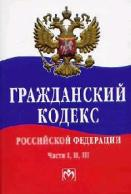 ГРАЖДАНСКИЙ
КОДЕКС
РОССИЙСКОЙ ФЕДЕРАЦИИ
Части I, II, III